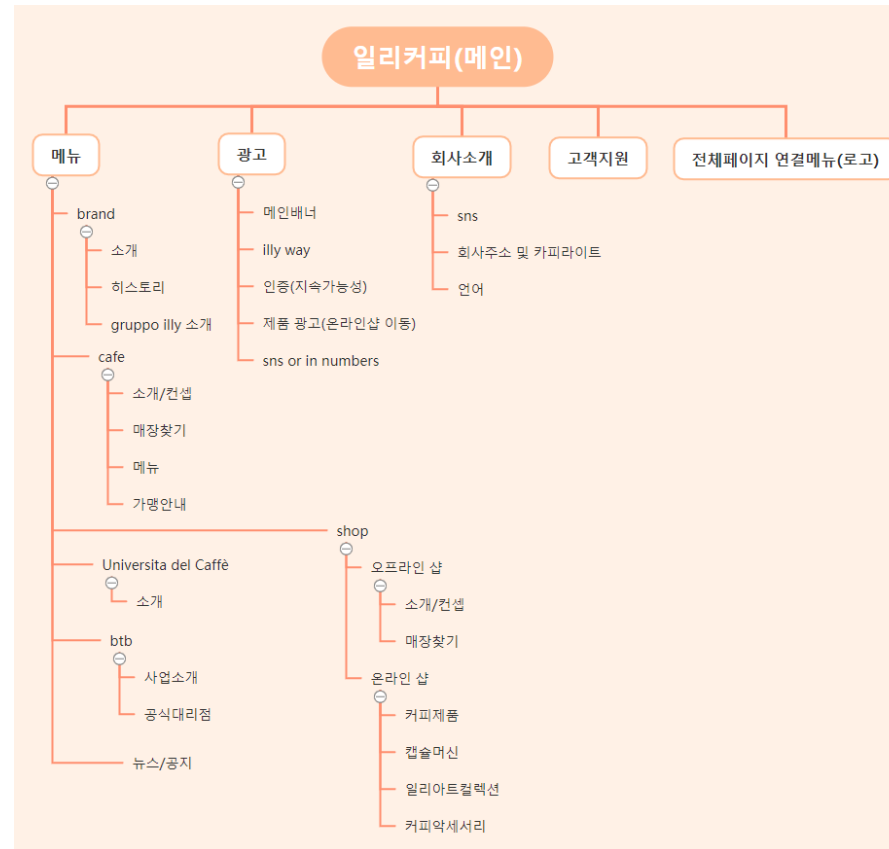 일리커피(메인)
메뉴
광고
회사소개
고객지원
전체페이지 연결메뉴(로고)
brand
소개
히스토리
gruppo illy 소개
cafe
소개/컨셉
매장찾기
메뉴
가맹안내
shop
오프라인 샵
소개/컨셉
매장찾기
온라인 샵
커피제품
캡슐머신
일리아트컬렉션
커피악세서리
Universita del Caffè
소개
btb
사업소개
공식대리점
뉴스/공지
메인배너
illy way
인증(지속가능성)
제품 광고(온라인샵 이동)
sns or in numbers
sns
회사주소 및 카피라이트
언어